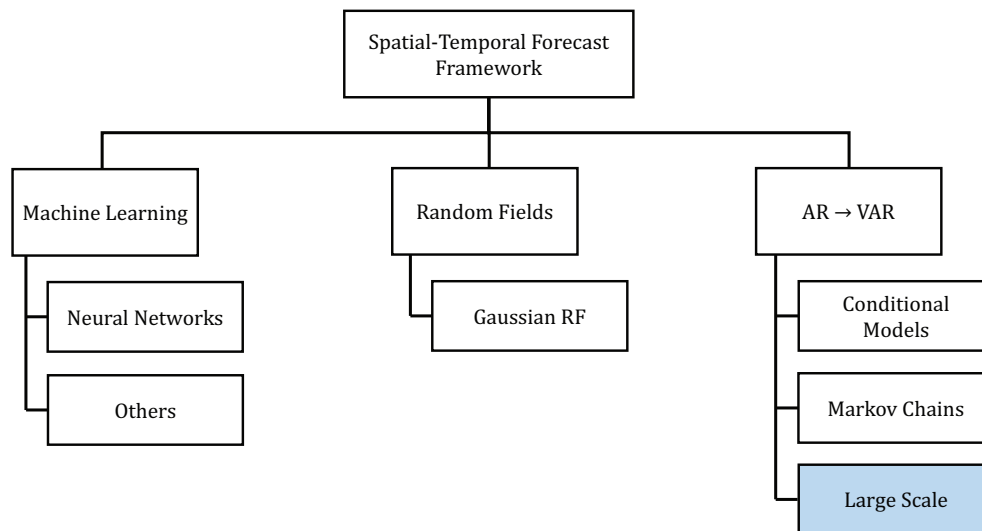 Spatial-Temporal Forecast
Framework
Machine Learning
Random Fields
AR → VAR
Neural Networks
Gaussian RF
Conditional
Models
Others
Markov Chains
Large Scale